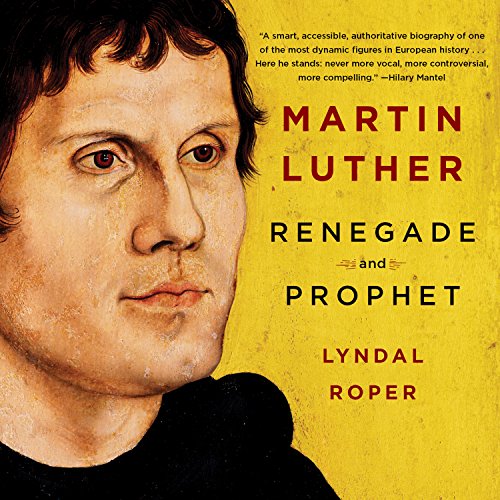 “A smart, accessible, authoritative biography of one
of the most dynamic figures in European history . . .
Here he stands: never more vocal, more controversial,
more compelling.” —Hilary Mantel
MARTIN
LUTHER
RENEGADE
and
PROPHET
LYNDAL
ROPER